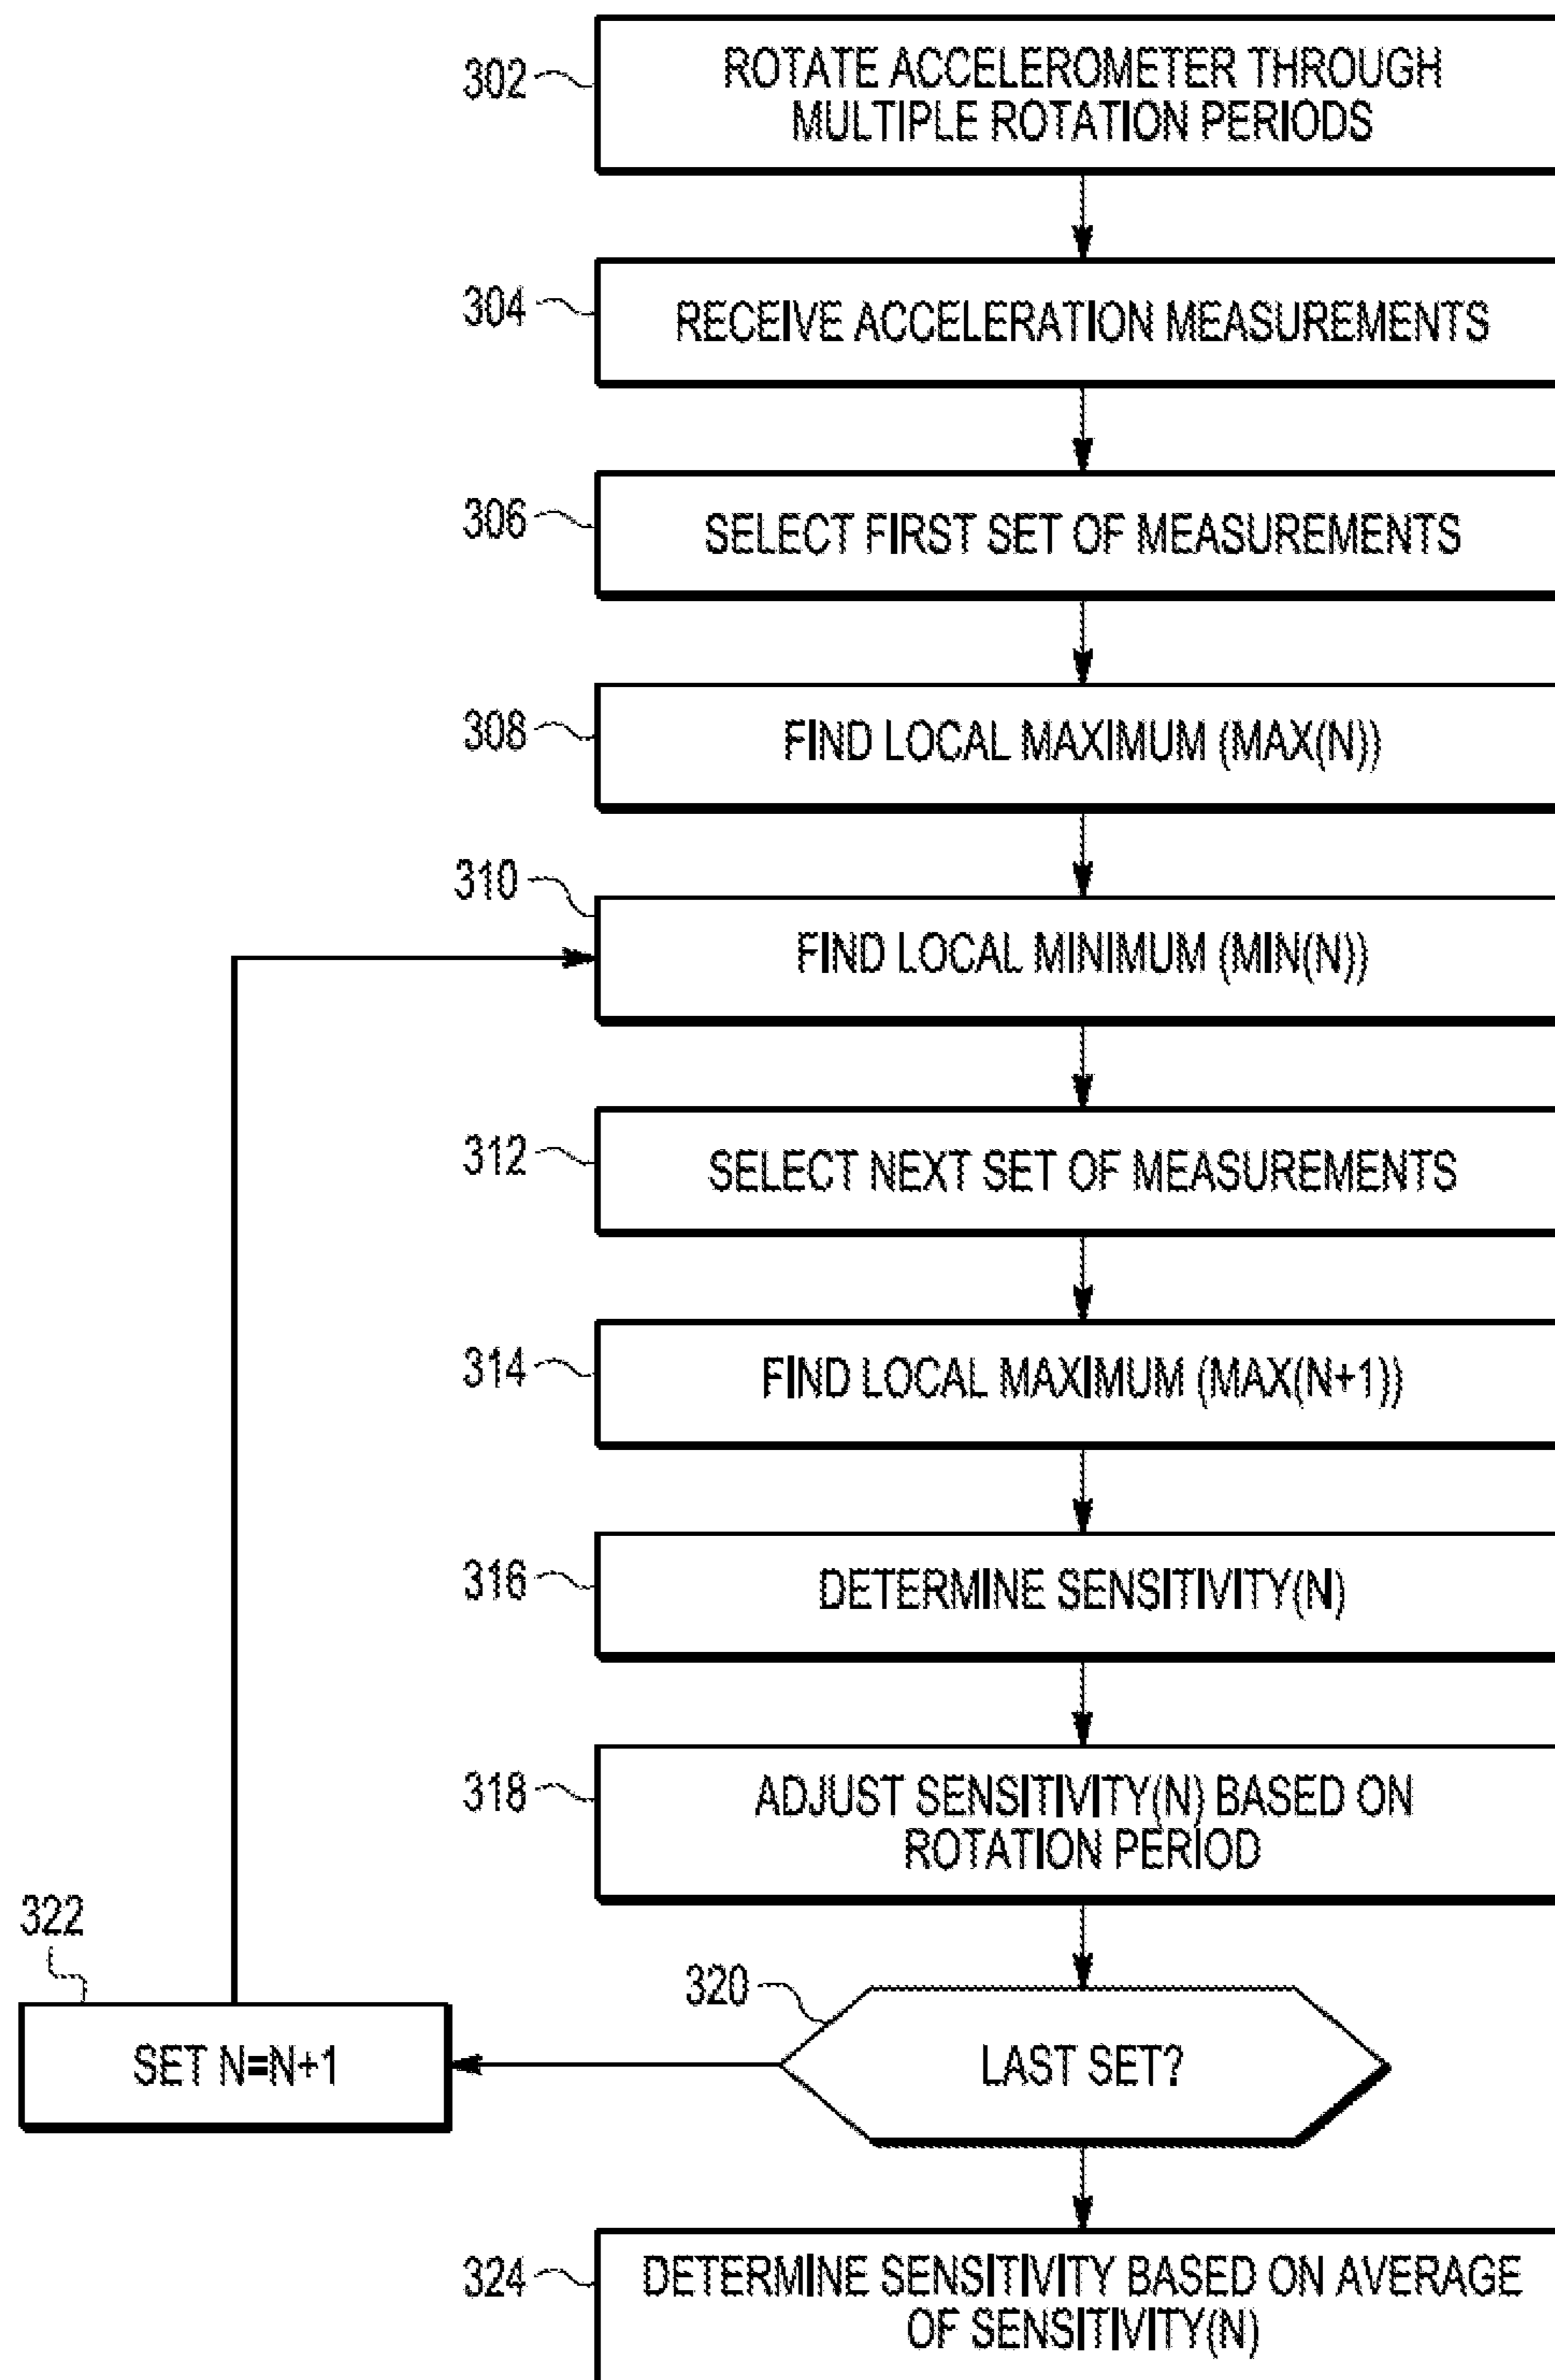 302
ROTATE ACCELEROMETER THROUGH
MULTIPLE ROTATION PERIODS
304
RECEIVE ACCELERATION MEASUREMENTS
306
SELECT FIRST SET OF MEASUREMENTS
308
FIND LOCAL MAXIMUM (MAX(N))
310
FIND LOCAL MINIMUM (MIN(N))
312
SELECT NEXT SET OF MEASUREMENTS
314
FIND LOCAL MAXIMUM (MAX(N+1))
316
DETERMINE SENSITIVITY(N)
318
ADJUST SENSITIVITY(N) BASED ON
ROTATION PERIOD
320
LAST SET?
322
SET N=N+1
324
DETERMINE SENSITIVITY BASED ON AVERAGE
OF SENSITIVITY(N)